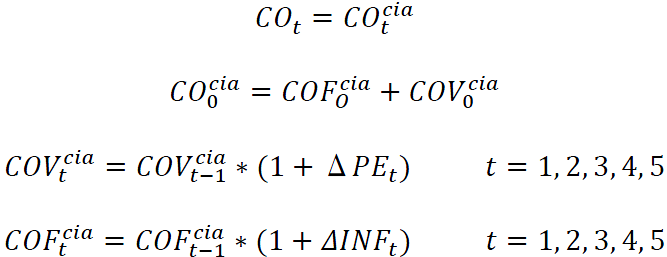 CO_t = CO_t^{cia}
CO_0^{cia} = COF_O^{cia} + COV_0^{cia}
COV_t^{cia} = COV_{t-1}^{cia} * (1 + Δ PE_t) t = 1, 2, 3, 4, 5
COF_t^{cia} = COF_{t-1}^{cia} * (1 + ΔINF_t) t = 1, 2, 3, 4, 5